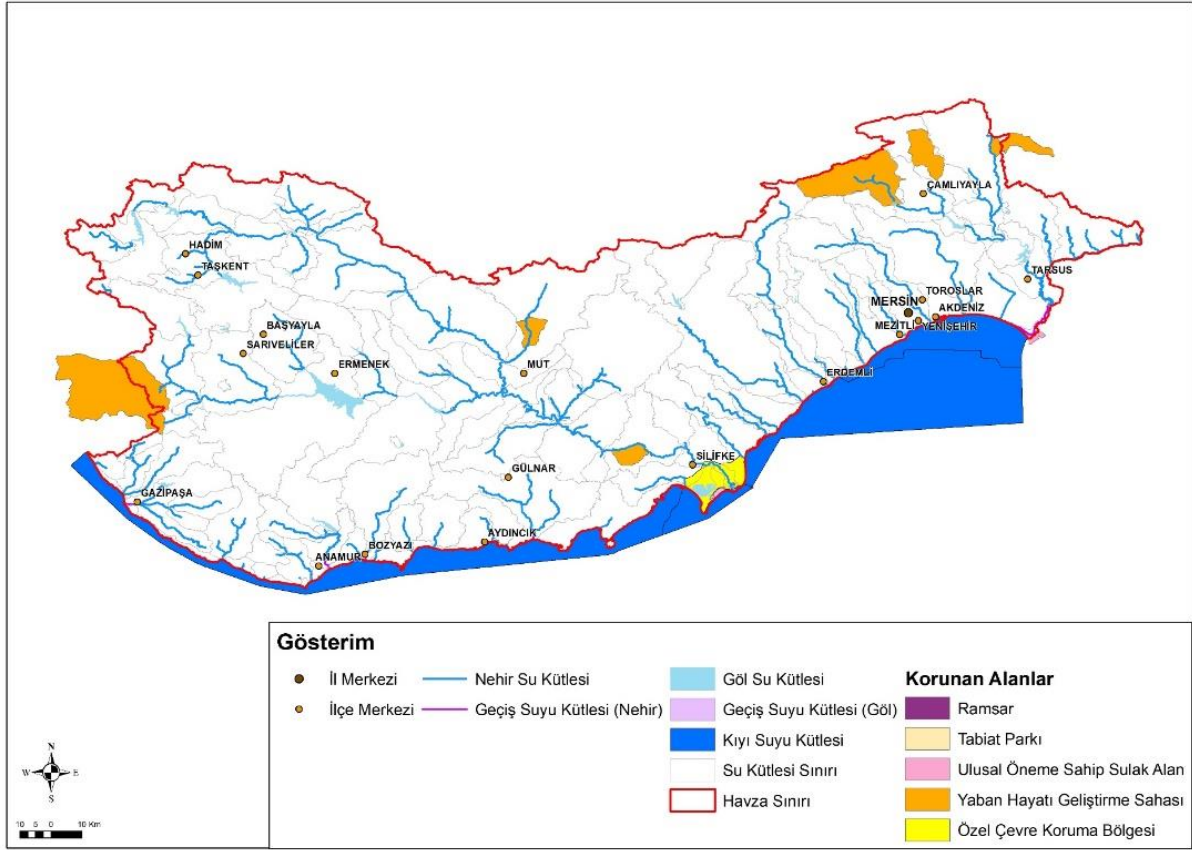 ÇAMLIYAYLA
HADİM
TAŞKENT
TARSUS
TOROSLAR
MERSİN
AKDENİZ
MEZİTLİ
YENİŞEHİR
BAŞYAYLA
SARIVELİLER
ERMENEK
MUT
ERDEMLİ
SİLİFKE
GÜLNAR
GAZİPAŞA
AYDINCIK
BOZYAZI
ANAMUR
Gösterim
İl Merkezi
İlçe Merkezi
Nehir Su Kütlesi
Geçiş Suyu Kütlesi (Nehir)
Göl Su Kütlesi
Geçiş Suyu Kütlesi (Göl)
Kıyı Suyu Kütlesi
Su Kütlesi Sınırı
Havza Sınırı
Korunan Alanlar
Ramsar
Tabiat Parkı
Ulusal Öneme Sahip Sulak Alan
Yaban Hayatı Geliştirme Sahası
Özel Çevre Koruma Bölgesi
N
W E
S
10 5 0 10 Km